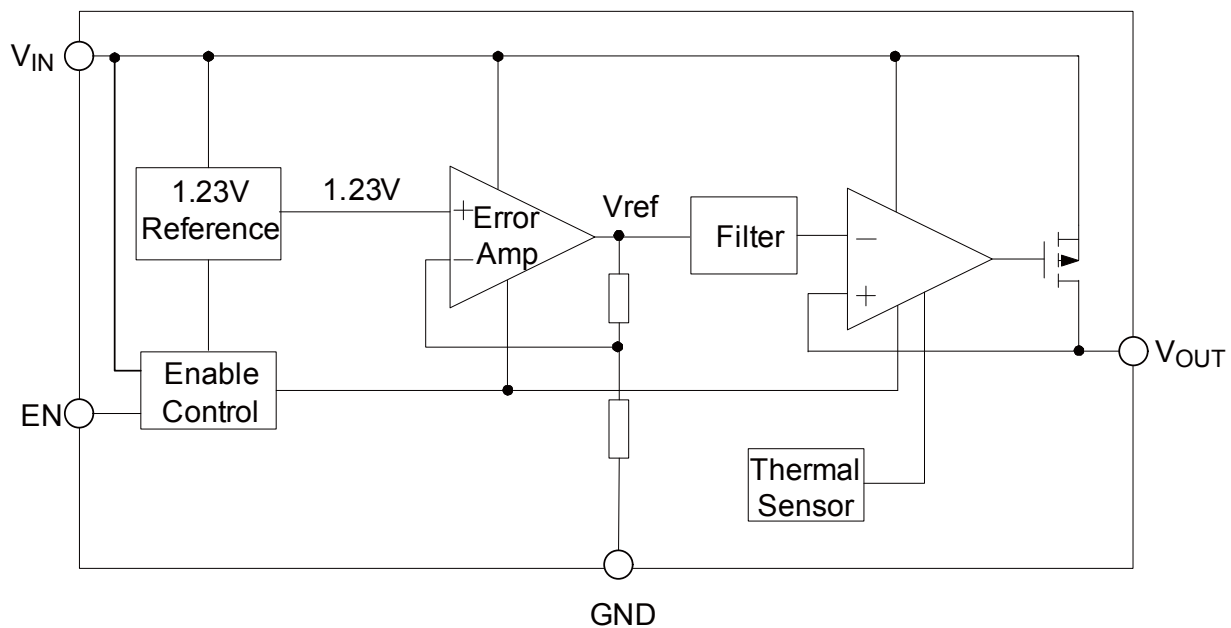 VIN
1.23V
Reference
1.23V
+
Error
Amp
−
Vref
Filter
−
+
Enable
Control
EN
VOUT
Thermal
Sensor
GND